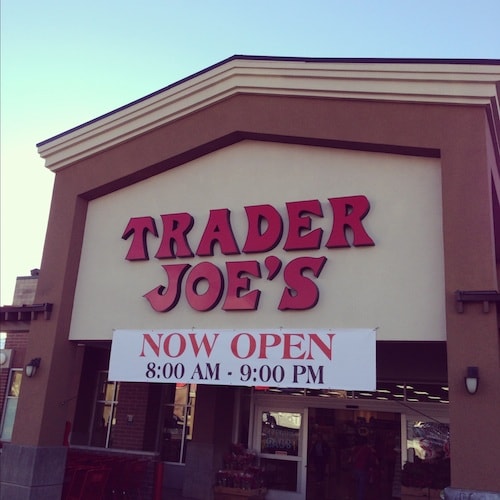 TRADER
JOE'S
NOW OPEN
8:00 AM - 9:00 PM